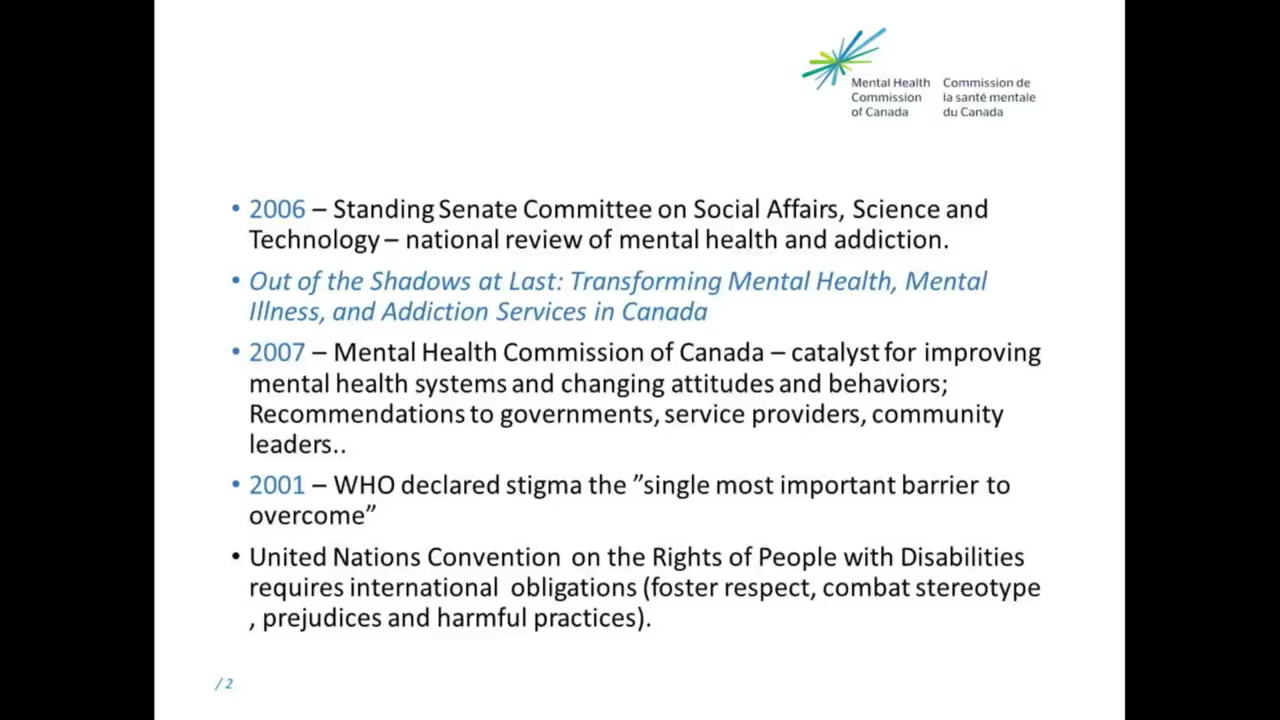 Mental Health
Commission
of Canada
Commission de
la santé mentale
du Canada
• 2006 – Standing Senate Committee on Social Affairs, Science and
Technology – national review of mental health and addiction.
• Out of the Shadows at Last: Transforming Mental Health, Mental
Illness, and Addiction Services in Canada
• 2007 – Mental Health Commission of Canada – catalyst for improving
mental health systems and changing attitudes and behaviors;
Recommendations to governments, service providers, community
leaders..
• 2001 – WHO declared stigma the ”single most important barrier to
overcome”
• United Nations Convention on the Rights of People with Disabilities
requires international obligations (foster respect, combat stereotype
, prejudices and harmful practices).
/ 2